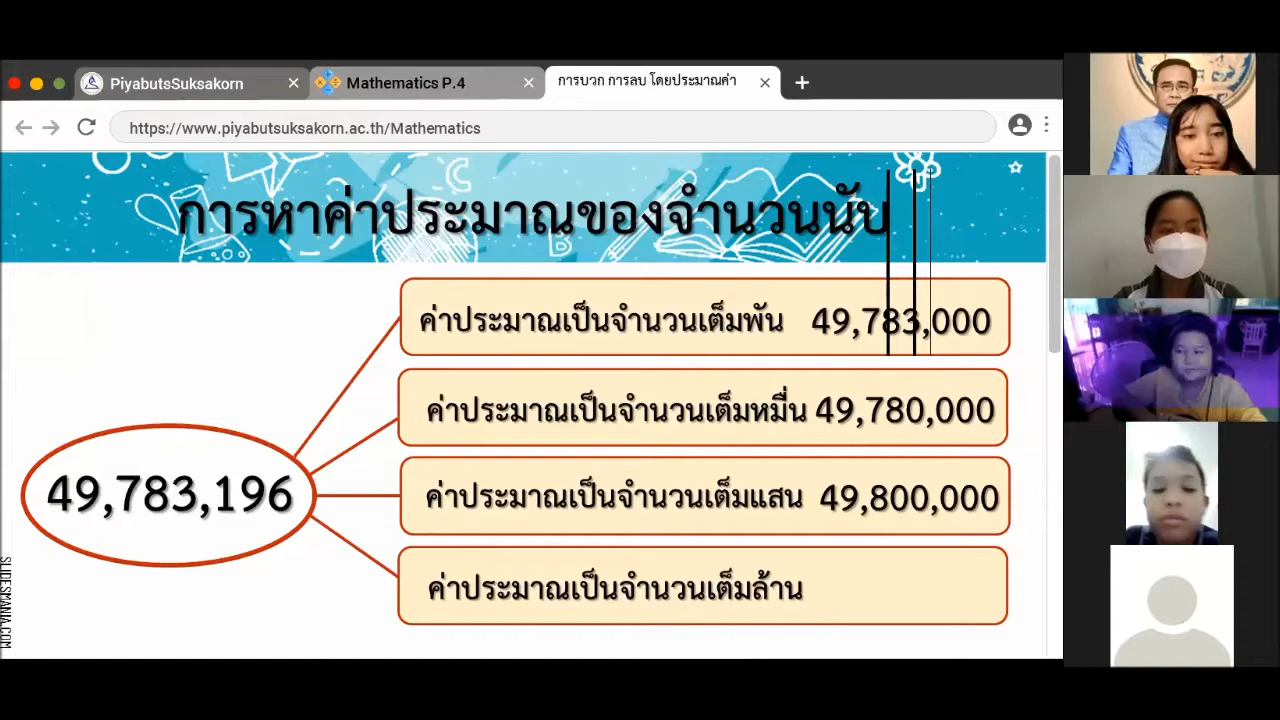 PiyabutsSuksakorn
Mathematics P.4
การบวก การลบ โดยประมาณค่า
https://www.piyabutsuksakorn.ac.th/Mathematics
การหาค่าประมาณของจำนวนนับ
ค่าประมาณเป็นจำนวนเต็มพัน 49,783,000
ค่าประมาณเป็นจำนวนเต็มหมื่น 49,780,000
49,783,196
ค่าประมาณเป็นจำนวนเต็มแสน 49,800,000
ค่าประมาณเป็นจำนวนเต็มล้าน
SLIDESMANIA.COM